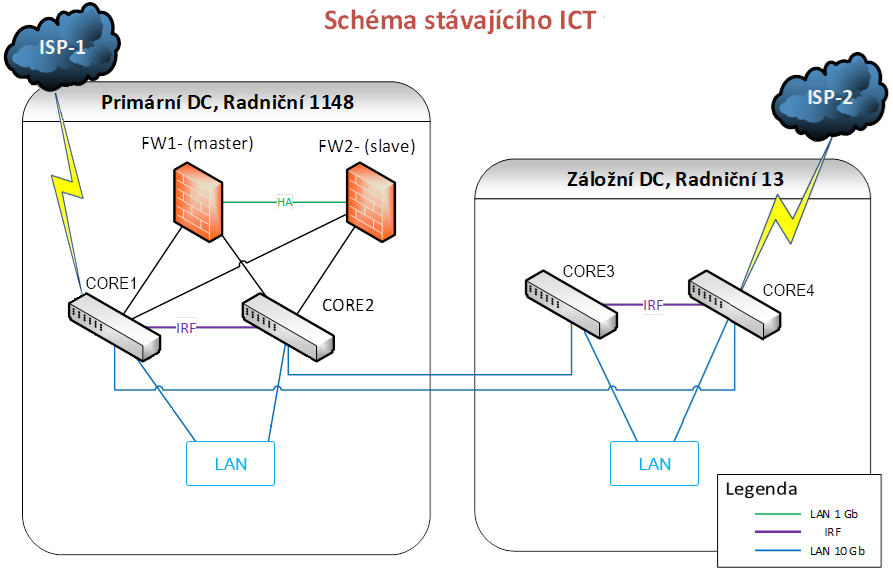 Schéma stávajícího ICT
ISP-1
ISP-2
Primární DC, Radniční 1148
FW1- (master)
FW2- (slave)
HA
CORE1
CORE2
IRF
LAN
Záložní DC, Radniční 13
CORE3
CORE4
IRF
LAN
Legenda
LAN 1 Gb
IRF
LAN 10 Gb